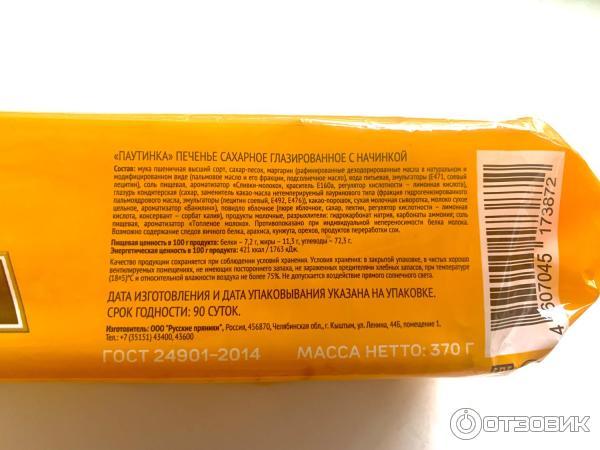 «ПАУТИНКА» ПЕЧЕНЬЕ САХАРНОЕ ГЛАЗИРОВАННОЕ С НАЧИНКОЙ
Состав: мука пшеничная высший сорт, сахар-песок, маргарин (рафинированные дезодорированные масла в натуральном и
модифицированном виде (пальмовое масло и его фракции, подсолнечное масло), вода питьевая, эмульгаторы (Е471, соевый
лецитин), соль пищевая, ароматизатор «Сливки-молоко», краситель Е160а, регулятор кислотности – лимонная кислота),
глазурь кондитерская (сахар, заменитель какао-масла нетемперируемый лауринового типа (фракция гидрогенизированного
пальмоядрового масла, эмульгаторы (лецитин соевый, Е492, Е476)), какао-порошок, сухая молочная сыворотка, молоко сухое
цельное, ароматизатор «Ванилин»), повидло яблочное (пюре яблочное, сахар, пектин, регулятор кислотности – лимонная
кислота, консервант – сорбат калия), продукты молочные, разрыхлители: гидрокарбонат натрия, карбонаты аммония; соль
пищевая, ароматизатор «Топленое молоко». Противопоказано при индивидуальной непереносимости белка молока.
Возможно содержание следов яичного белка, арахиса, кунжута, орехов, продуктов переработки сои.
Пищевая ценность в 100 г продукта: белки – 7,2 г, жиры – 11,3 г, углеводы – 72,3 г.
Энергетическая ценность в 100 г продукта: 421 ккал / 1763 кДж.
Качество продукции сохраняется при соблюдении условий хранения. Условия хранения: в закрытой упаковке, в чистых хорошо
вентилируемых помещениях, не имеющих постороннего запаха, не зараженных вредителями хлебных запасов, при температуре
(18±5)°С и относительной влажности воздуха не более 75%. Не допускается воздействие прямого солнечного света.
ДАТА ИЗГОТОВЛЕНИЯ И ДАТА УПАКОВЫВАНИЯ УКАЗАНА НА УПАКОВКЕ.
СРОК ГОДНОСТИ: 90 СУТОК.
Изготовитель: ООО "Русские пряники", Россия, 456870, Челябинская обл., г. Кыштым, ул. Ленина, 44Б, помещение 1.
Тел.: +7 (35151) 43400, 43600
ГОСТ 24901-2014 МАССА НЕТТО: 370 Г
4 607045 173872
ОТЗОВИК